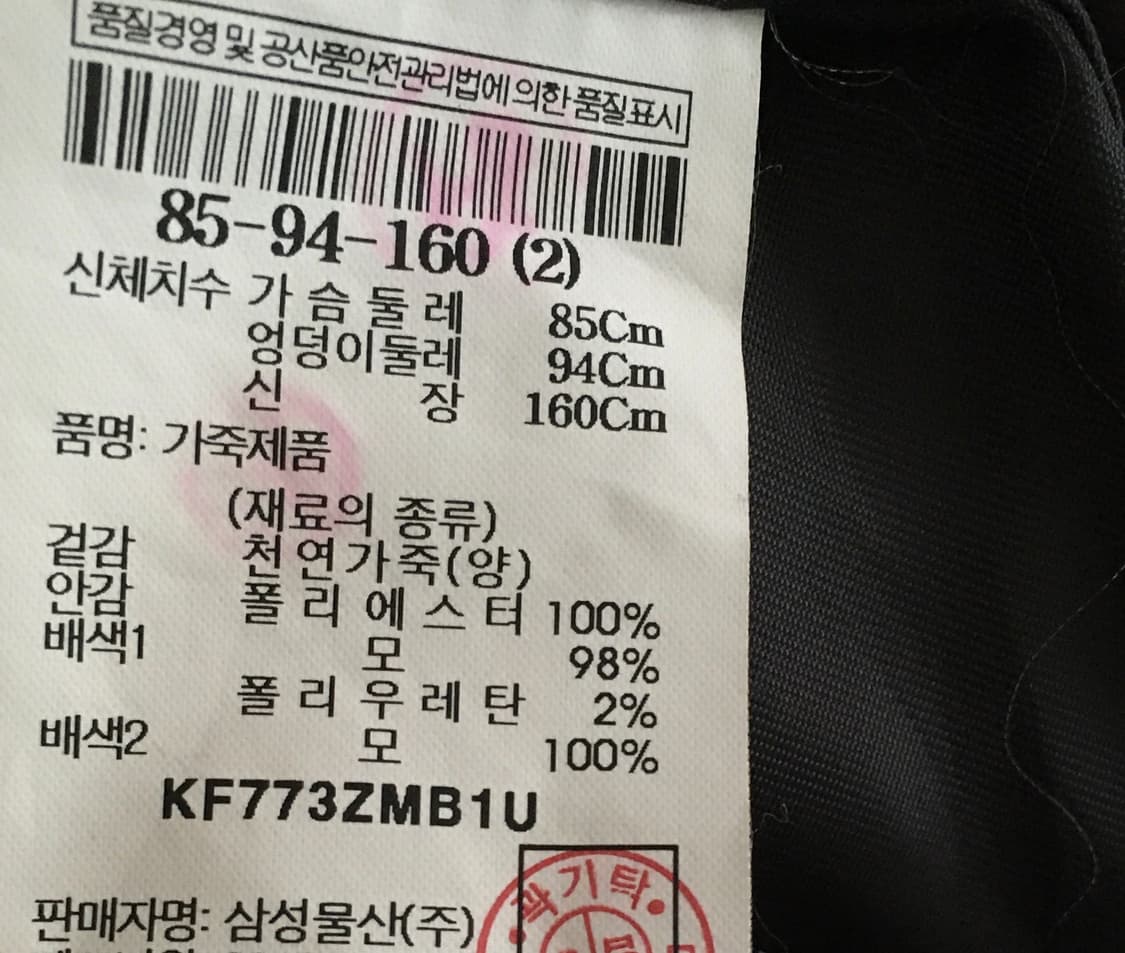 품질경영 및 공산품안전관리법에 의한 품질표시
85-94-160 (2)
신체치수 가 슴 둘 레 85Cm
엉덩이둘레 94Cm
신 장 160Cm
품명: 가죽제품
(재료의 종류)
겉감 천 연 가 죽(양)
안감 폴 리 에 스 터 100%
배색1 모 98%
폴 리 우 레 탄 2%
배색2 모 100%
KF773ZMB1U
곽기탁
판매자명: 삼성물산(주)